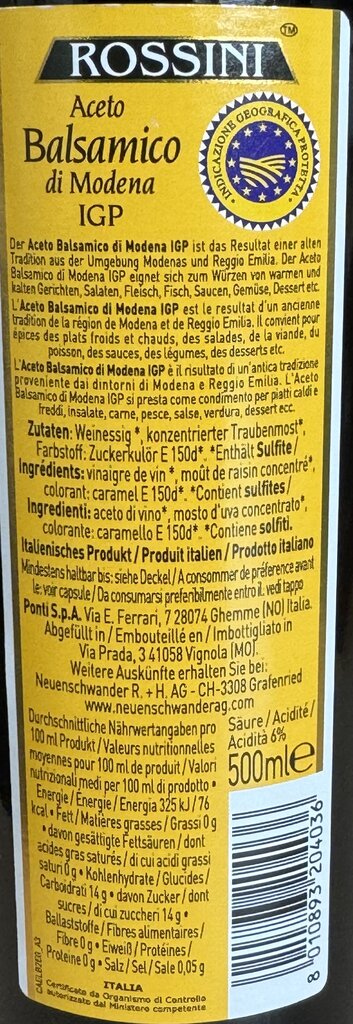 ROSSINI™
Aceto
Balsamico
di Modena
IGP
INDICAZIONE GEOGRAFICA PROTETTA
Der Aceto Balsamico di Modena IGP ist das Resultat einer alten
Tradition aus der Umgebung Modenas und Reggio Emilia. Der Aceto
Balsamico di Modena IGP eignet sich zum Würzen von warmen und
kalten Gerichten, Salaten, Fleisch, Fisch, Saucen, Gemüse, Dessert etc.
L'Aceto Balsamico di Modena IGP est le resultat d'un ancienne
tradition de la région de Modena et de Reggio Emilia. Il convient pour
épices des plats froids et chauds, des salades, de la viande, du
poisson, des sauces, des légumes, des desserts etc.
L'Aceto Balsamico di Modena IGP è il risultato di un'antica tradizione
proveniente dai dintorni di Modena e Reggio Emilia. L'Aceto
Balsamico di Modena IGP si presta come condimento per piatti caldi e
freddi, insalate, carne, pesce, salse, verdura, dessert ecc.
Zutaten: Weinessig *, konzentrierter Traubenmost*,
Farbstoff: Zuckerkulör E 150d*. *Enthält Sulfite /
Ingrédients: vinaigre de vin *, moût de raisin concentré*,
colorant: caramel E 150d*. *Contient sulfites /
Ingredienti: aceto di vino*, mosto d'uva concentrato*,
colorante: caramello E 150d*. *Contiene solfiti.
Italienisches Produkt / Produit italien / Prodotto italiano
Mindestens haltbar bis: siehe Deckel / A consommer de préférence avant
le: voir capsule / Da consumarsi preferibilmente entro il: vedi tappo
Ponti S.p.A. Via E. Ferrari, 7 28074 Ghemme (NO) Italia.
Abgefüllt in / Embouteillé en / Imbottigliato in
Via Prada, 3 41058 Vignola (MO).
Weitere Auskünfte erhalten Sie bei:
Neuenschwander R. + H. AG - CH-3308 Grafenried
www.neuenschwanderag.com
Durchschnittliche Nährwertangaben pro
100 ml Produkt / Valeurs nutritionnelles
moyennes pour 100 ml de produit / Valori
nutrizionali medi per 100 ml di prodotto •
Energie / Énergie / Energia 325 kJ / 76
kcal • Fett / Matières grasses / Grassi 0 g
• davon gesättigte Fettsäuren / dont
acides gras saturés / di cui acidi grassi
saturi 0 g • Kohlenhydrate / Glucides /
Carboidrati 14 g • davon Zucker / dont
sucres / di cui zuccheri 14 g •
Ballaststoffe / Fibres alimentaires /
Fibre 0 g • Eiweiß / Protéines /
Proteine 0 g • Salz / Sel / Sale 0,05 g
Säure / Acidité /
Acidità 6%
500ml e
8 010893 204036
ITALIA
Certificato da Organismo di Controllo
autorizzato dal Ministero competente